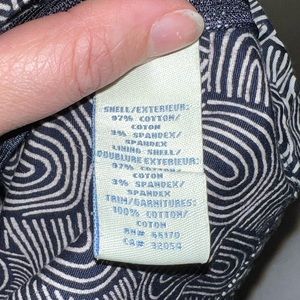 SHELL/EXTERIEUR:
97% COTTON/
COTON
3% SPANDEX/
SPANDEX
LINING SHELL/
DOUBLURE EXTERIEUR:
97% COTTON/
COTON
3% SPANDEX/
SPANDEX
TRIM/GARNITURES:
100% COTTON/
COTON
RN# 66170
CA# 32054